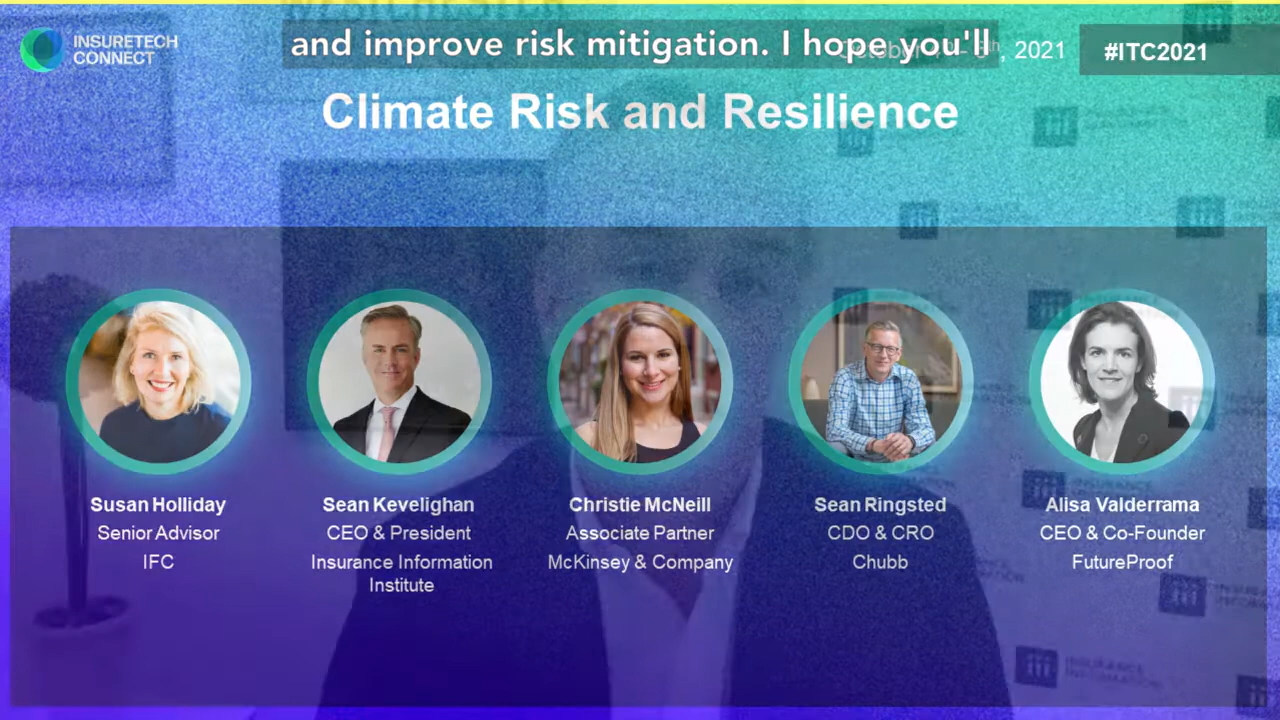 INSURETECH
CONNECT
and improve risk mitigation. I hope you'll
, 2021
#ITC2021
Climate Risk and Resilience
Susan Holliday
Senior Advisor
IFC
Sean Kevelighan
CEO & President
Insurance Information
Institute
Christie McNeill
Associate Partner
McKinsey & Company
Sean Ringsted
CDO & CRO
Chubb
Alisa Valderrama
CEO & Co-Founder
FutureProof